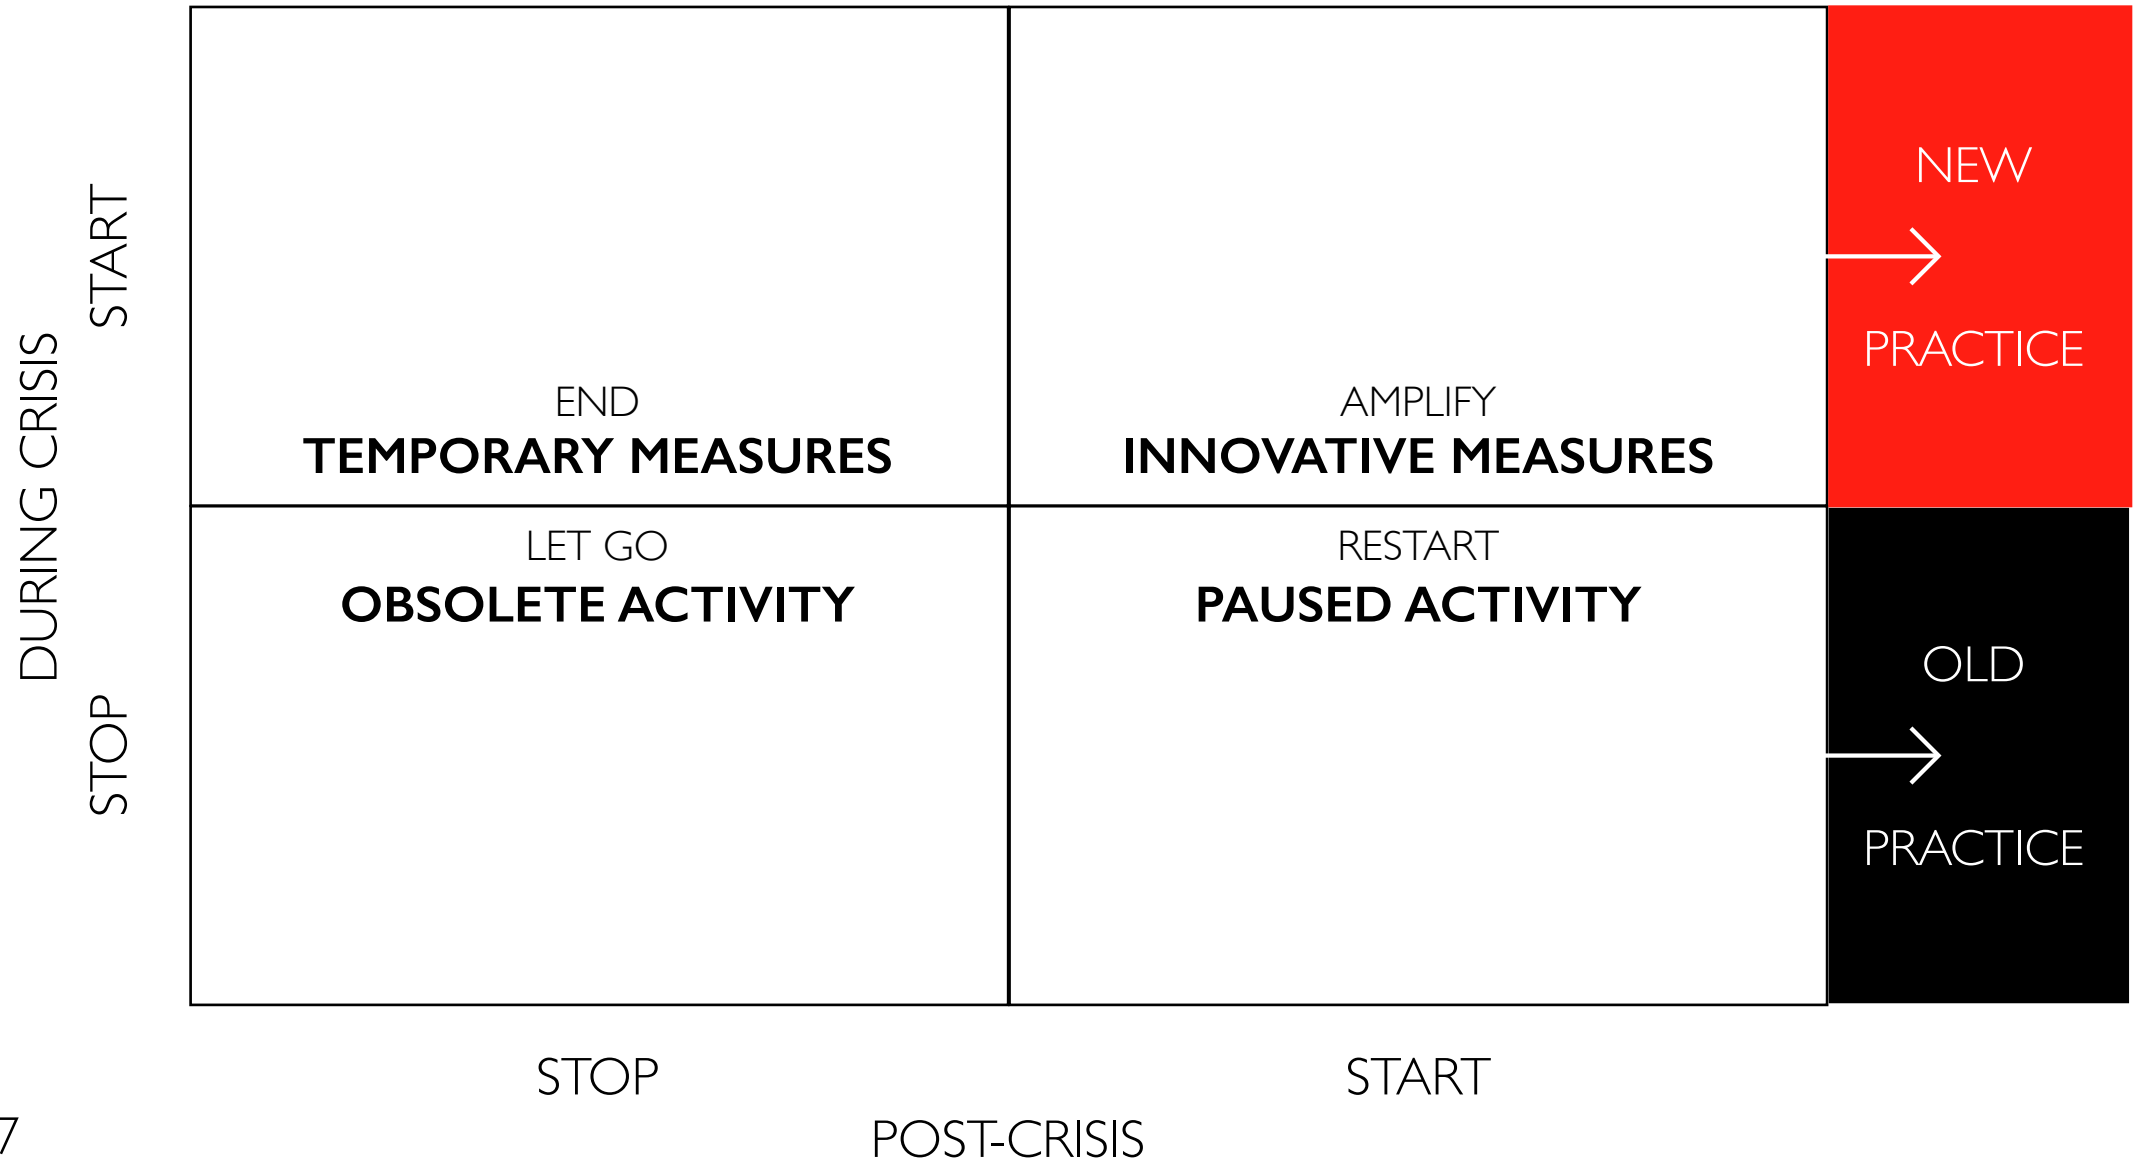 DURING CRISIS
START
STOP
END
TEMPORARY MEASURES
AMPLIFY
INNOVATIVE MEASURES
NEW
PRACTICE
LET GO
OBSOLETE ACTIVITY
RESTART
PAUSED ACTIVITY
OLD
PRACTICE
STOP
START
POST-CRISIS
7